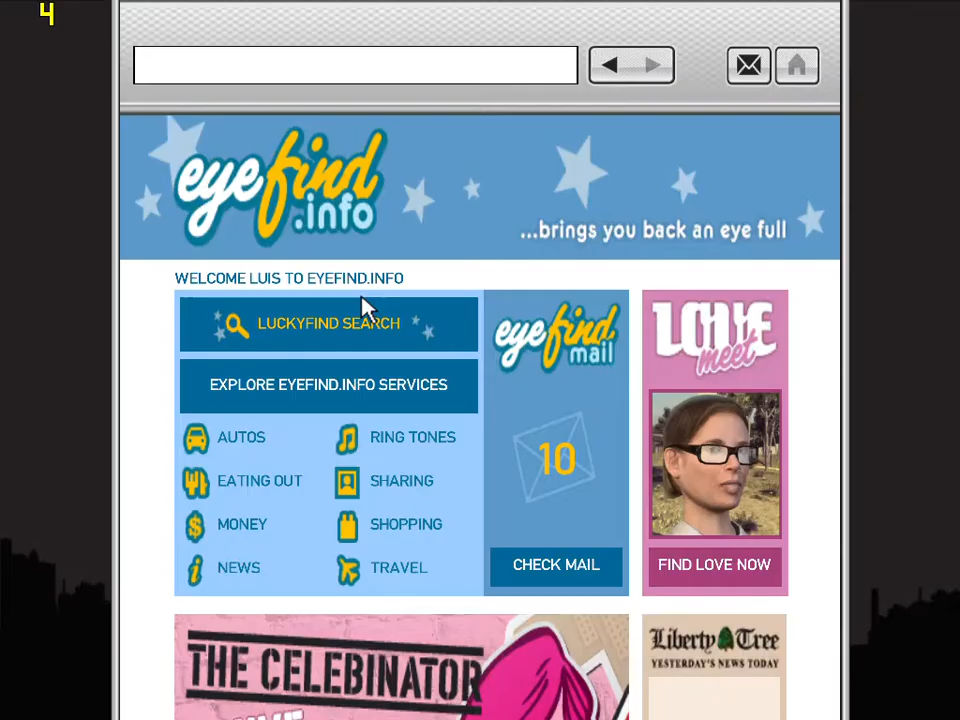 4
eyefind
.info
...brings you back an eye full
WELCOME LUIS TO EYEFIND.INFO
LUCKYFIND SEARCH
EXPLORE EYEFIND.INFO SERVICES
AUTOS
RING TONES
EATING OUT
SHARING
MONEY
SHOPPING
NEWS
TRAVEL
eyefind
mail
10
CHECK MAIL
LOVE
meet
FIND LOVE NOW
THE CELEBINATOR
Liberty Tree
YESTERDAY'S NEWS TODAY